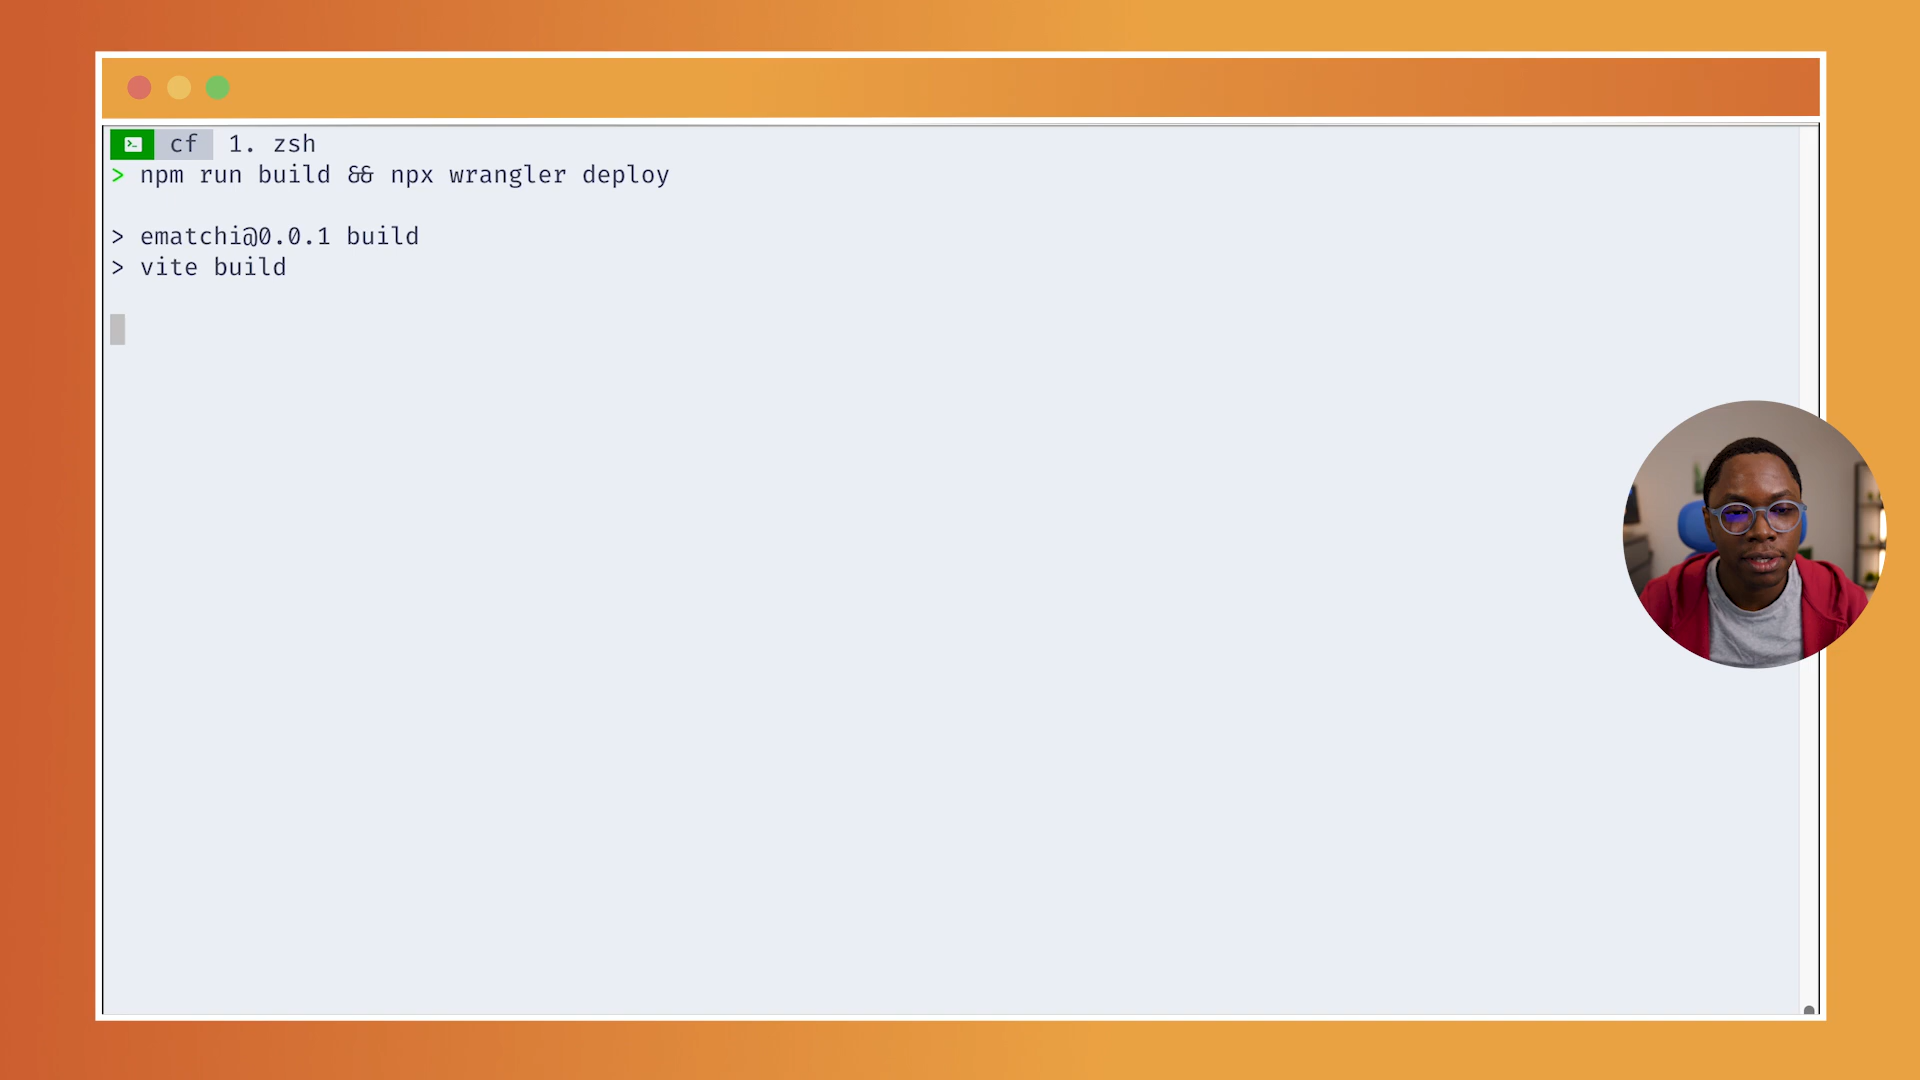 cf 1. zsh
> npm run build && npx wrangler deploy
> ematchi@0.0.1 build
> vite build